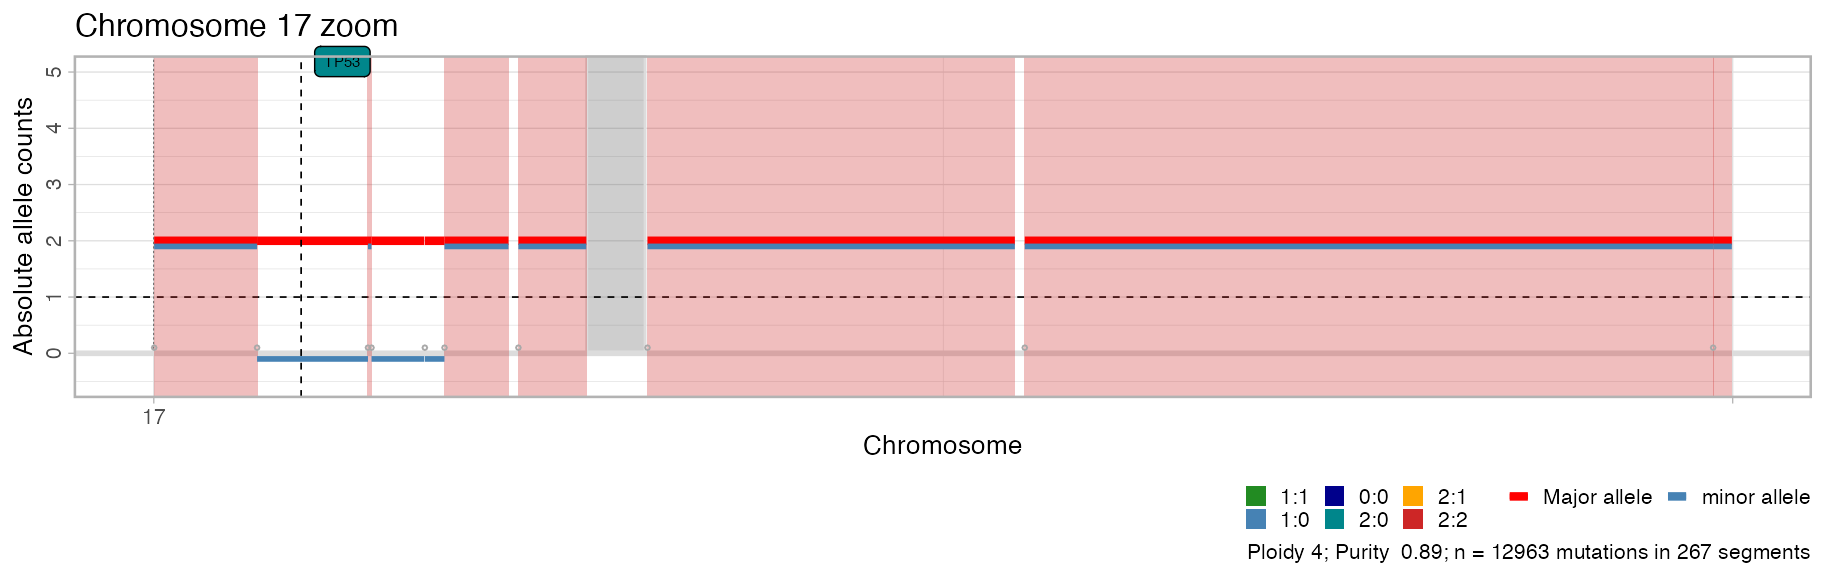 Chromosome 17 zoom
TP53
Absolute allele counts
5
4
3
2
1
0
17
Chromosome
1:1 0:0 2:1 Major allele minor allele
1:0 2:0 2:2
Ploidy 4; Purity 0.89; n = 12963 mutations in 267 segments